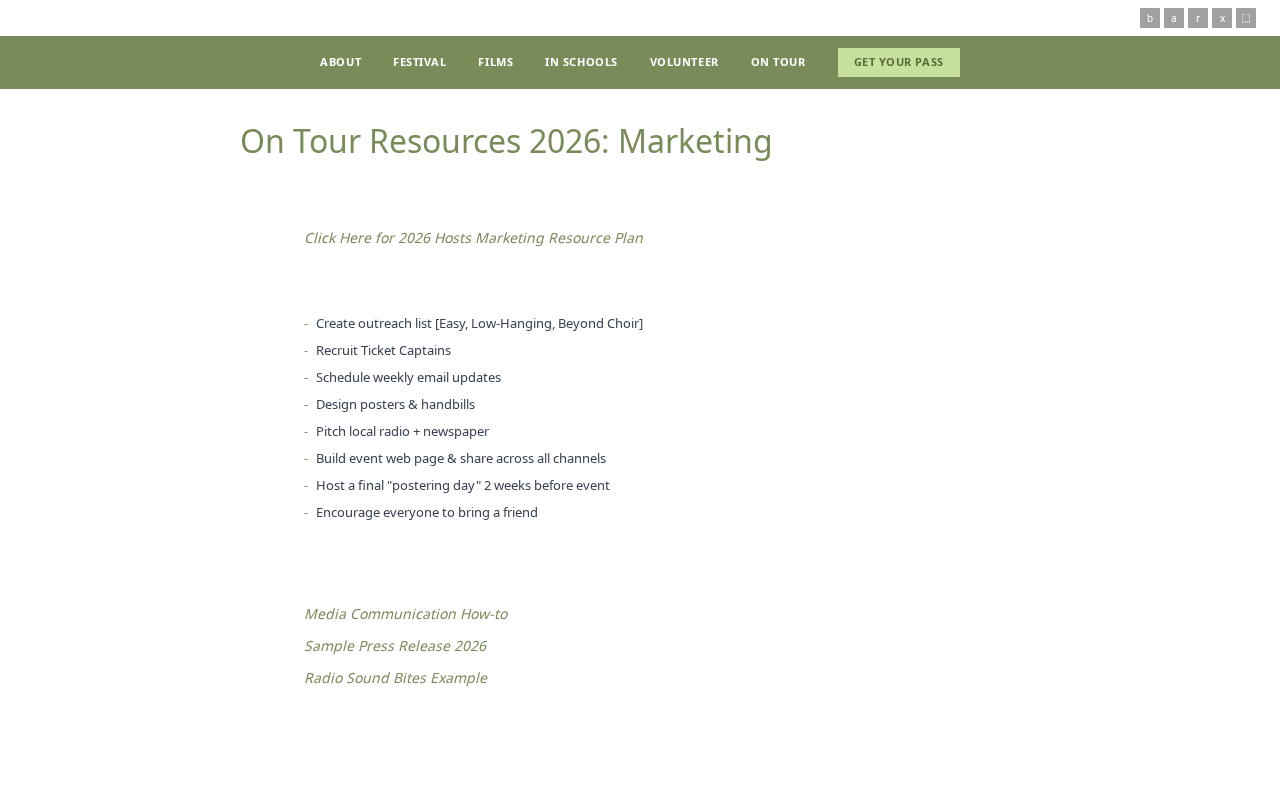 b a r x
ABOUT FESTIVAL FILMS IN SCHOOLS VOLUNTEER ON TOUR GET YOUR PASS
On Tour Resources 2026: Marketing
Click Here for 2026 Hosts Marketing Resource Plan
- Create outreach list [Easy, Low-Hanging, Beyond Choir]
- Recruit Ticket Captains
- Schedule weekly email updates
- Design posters & handbills
- Pitch local radio + newspaper
- Build event web page & share across all channels
- Host a final "postering day" 2 weeks before event
- Encourage everyone to bring a friend
Media Communication How-to
Sample Press Release 2026
Radio Sound Bites Example